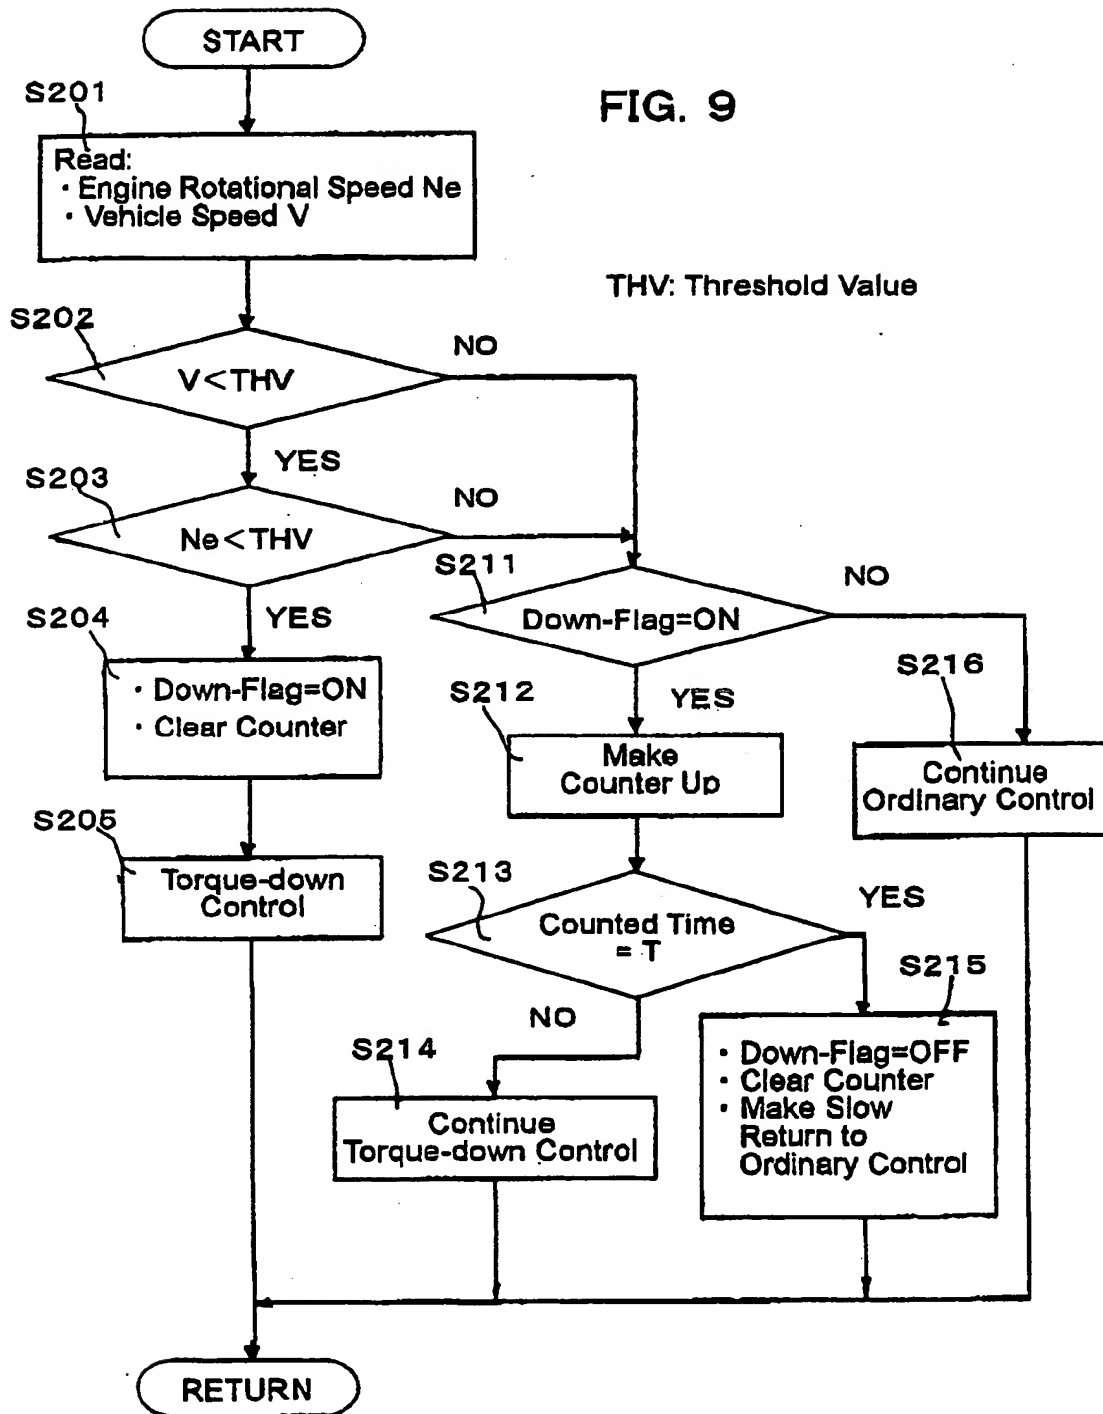 START
FIG. 9
S201
Read:
· Engine Rotational Speed Ne
· Vehicle Speed V
THV: Threshold Value
S202
V<THV
NO
YES
S203
Ne<THV
NO
YES
S204
· Down-Flag=ON
· Clear Counter
S205
Torque-down
Control
S211
Down-Flag=ON
NO
YES
S212
Make
Counter Up
S216
Continue
Ordinary Control
S213
Counted Time
= T
YES
NO
S214
Continue
Torque-down Control
S215
· Down-Flag=OFF
· Clear Counter
· Make Slow
Return to
Ordinary Control
RETURN